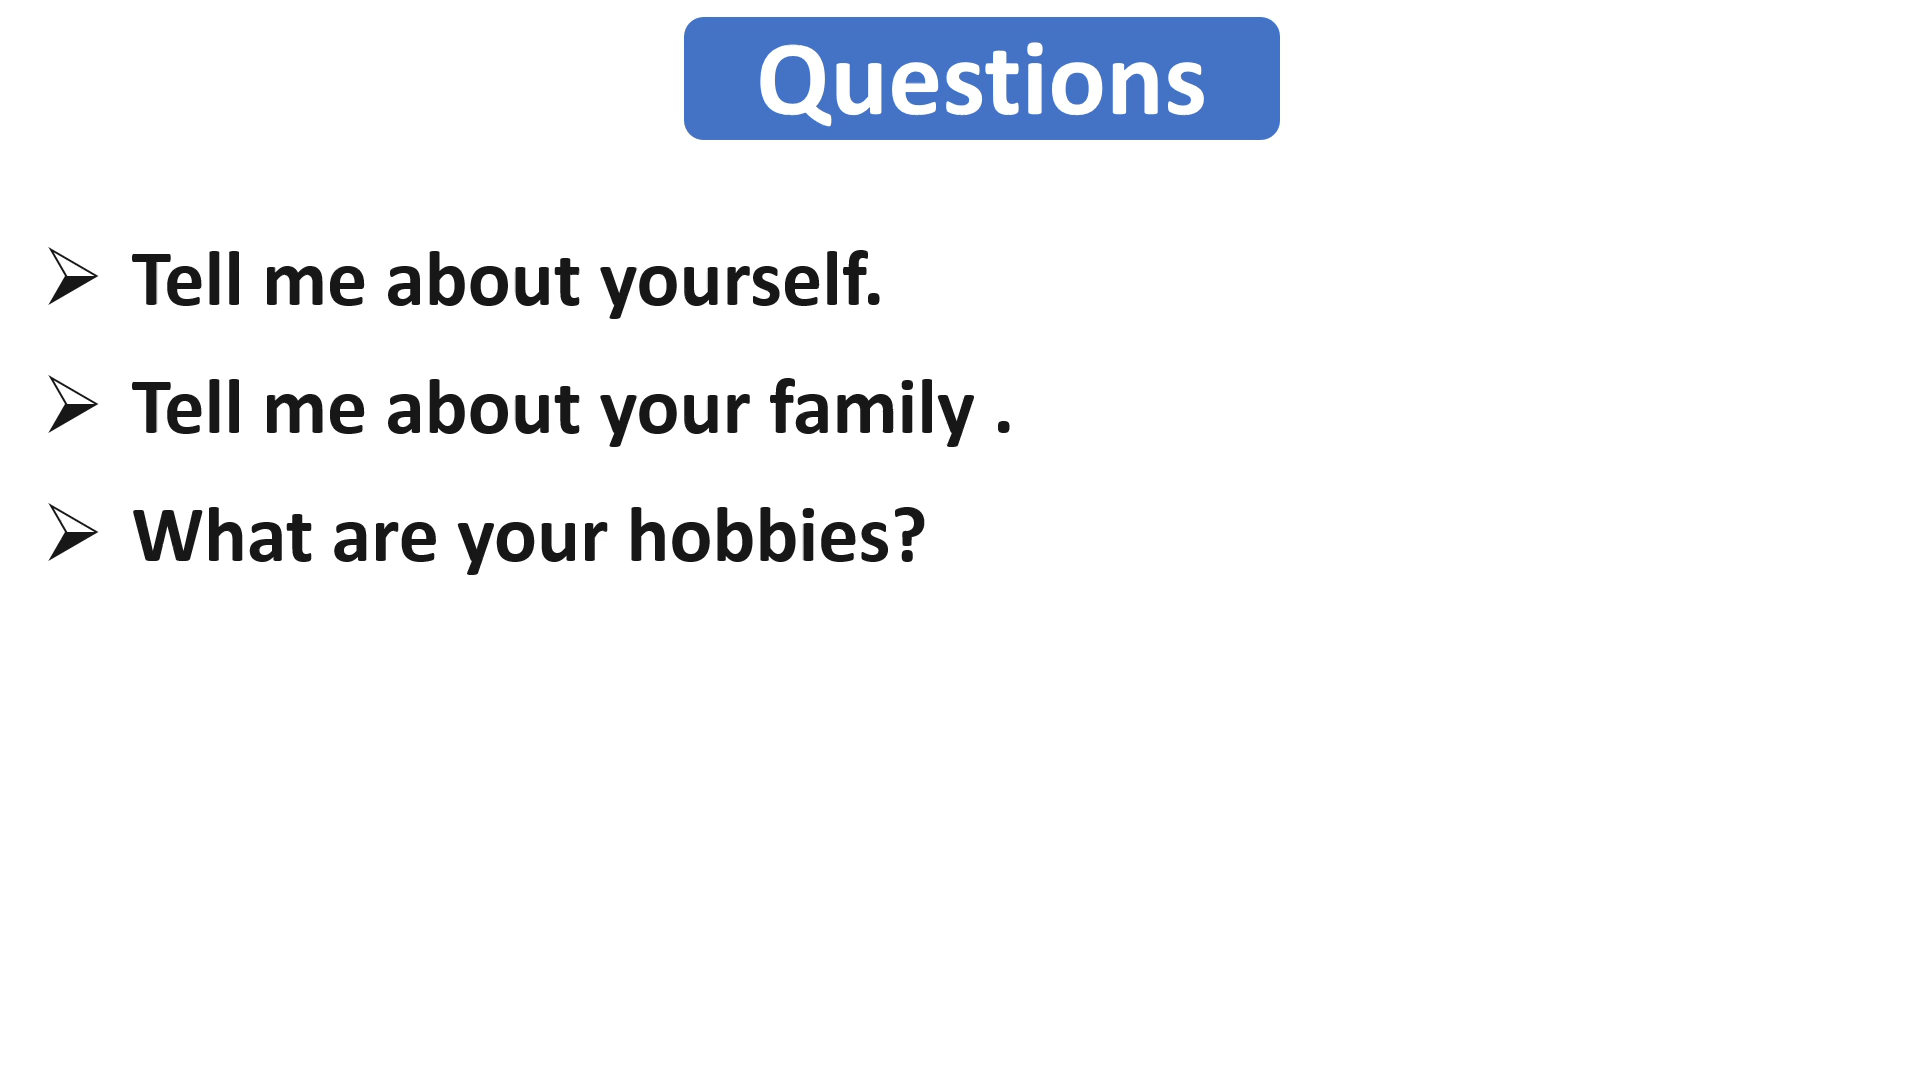 Questions
➢ Tell me about yourself.
➢ Tell me about your family .
➢ What are your hobbies?